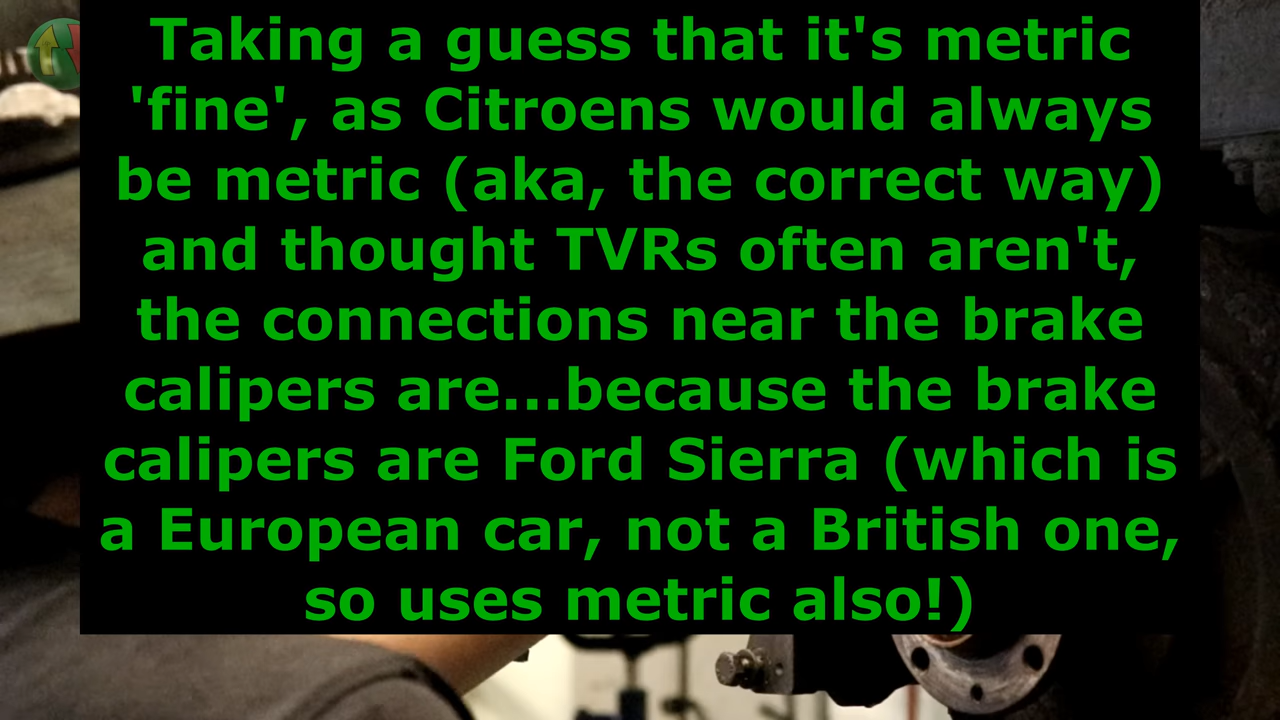 Taking a guess that it's metric
'fine', as Citroens would always
be metric (aka, the correct way)
and thought TVRs often aren't,
the connections near the brake
calipers are...because the brake
calipers are Ford Sierra (which is
a European car, not a British one,
so uses metric also!)